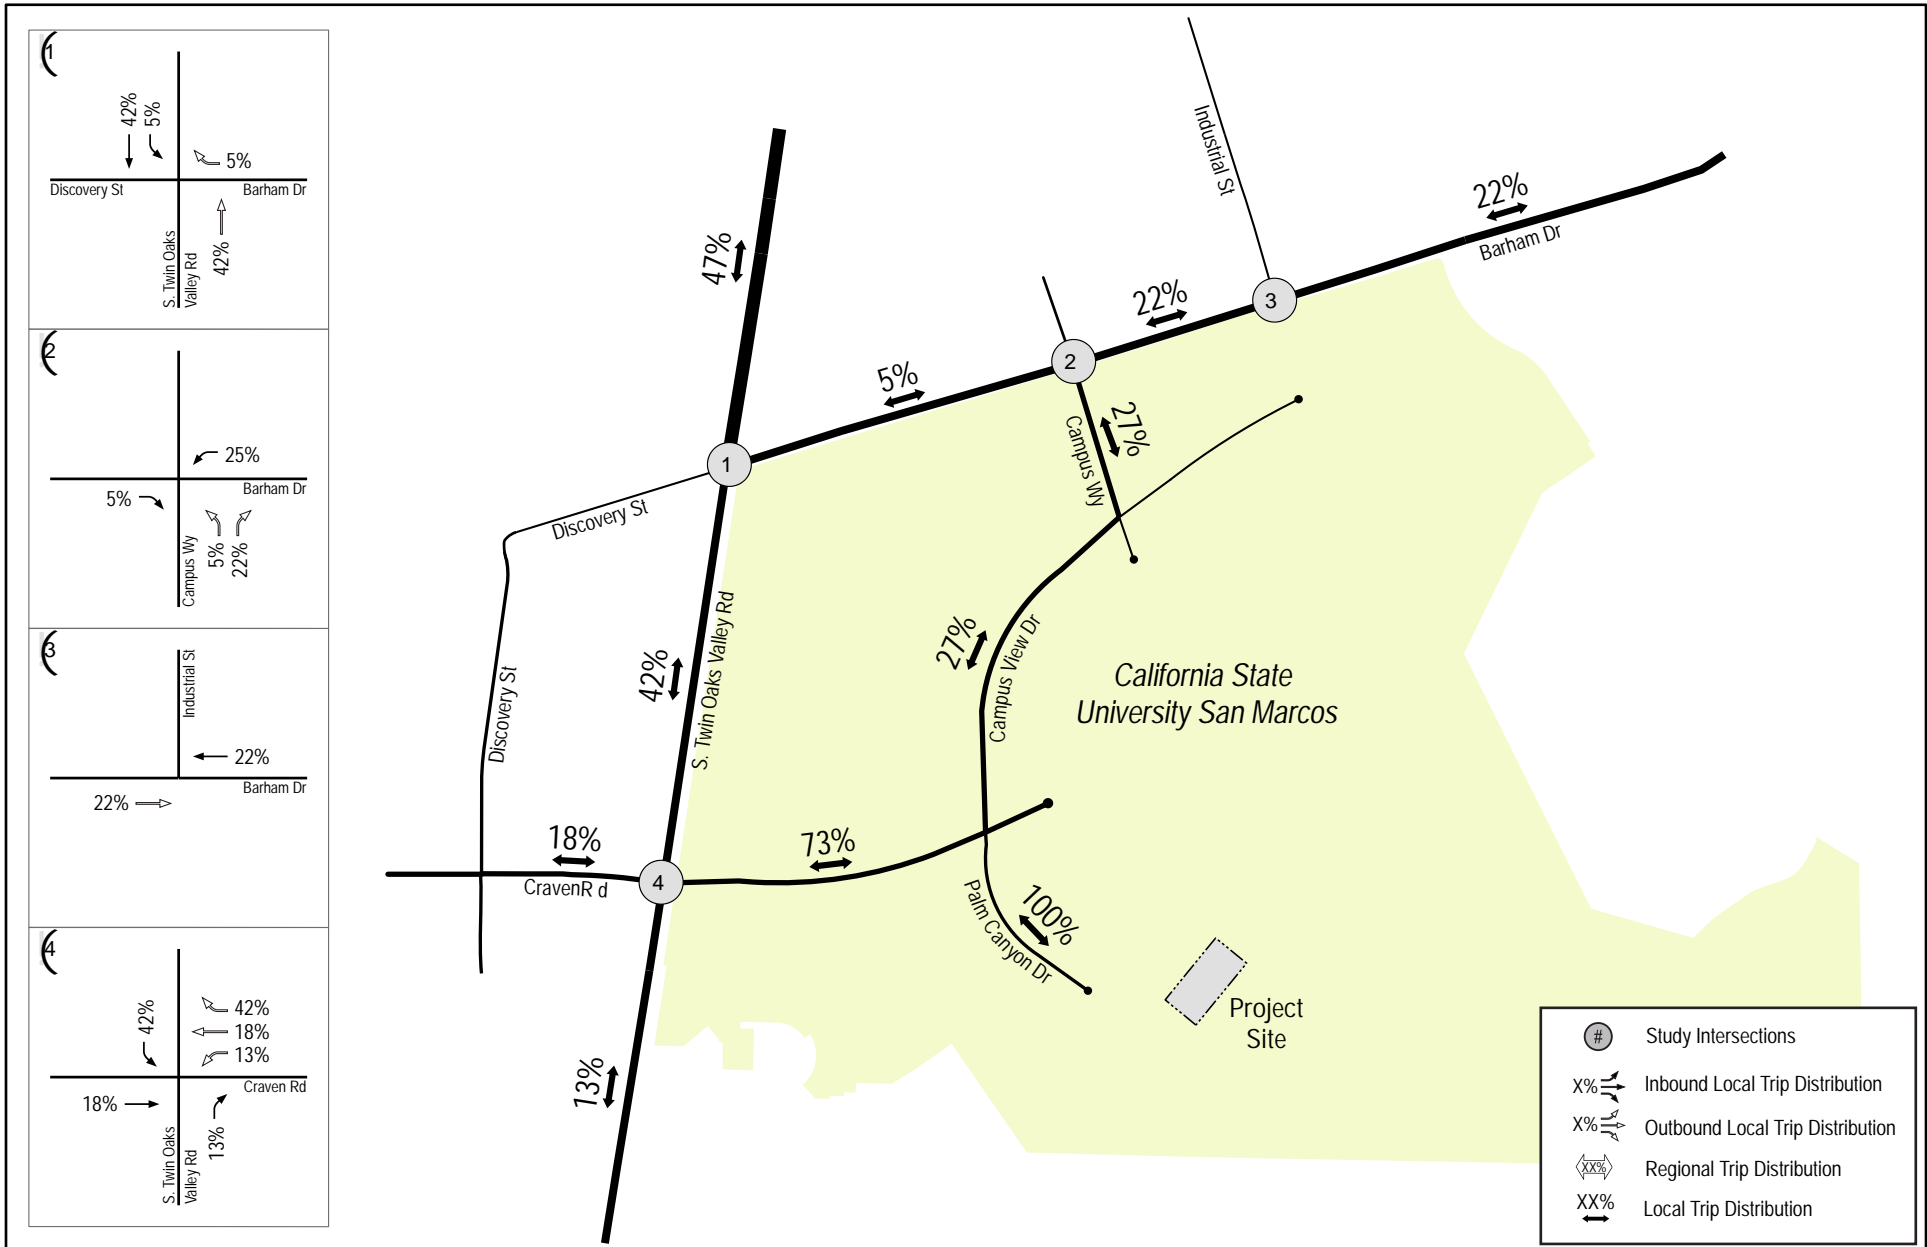 1
42%
5%
5%
Discovery St
Barham Dr
S. Twin Oaks
Valley Rd
42%
2
25%
Barham Dr
5%
Campus Wy
5%
22%
3
Industrial St
22%
Barham Dr
22%
4
42%
42%
18%
13%
Craven Rd
18%
S. Twin Oaks
Valley Rd
13%
Industrial St
22%
Barham Dr
47%
22%
3
2
5%
27%
Campus Wy
1
Discovery St
S. Twin Oaks Valley Rd
42%
27%
Campus View Dr
California State
University San Marcos
Discovery St
18%
73%
CravenR d
4
100%
Palm Canyon Dr
Project
Site
13%
# Study Intersections
X% Inbound Local Trip Distribution
X% Outbound Local Trip Distribution
XX% Regional Trip Distribution
XX% Local Trip Distribution